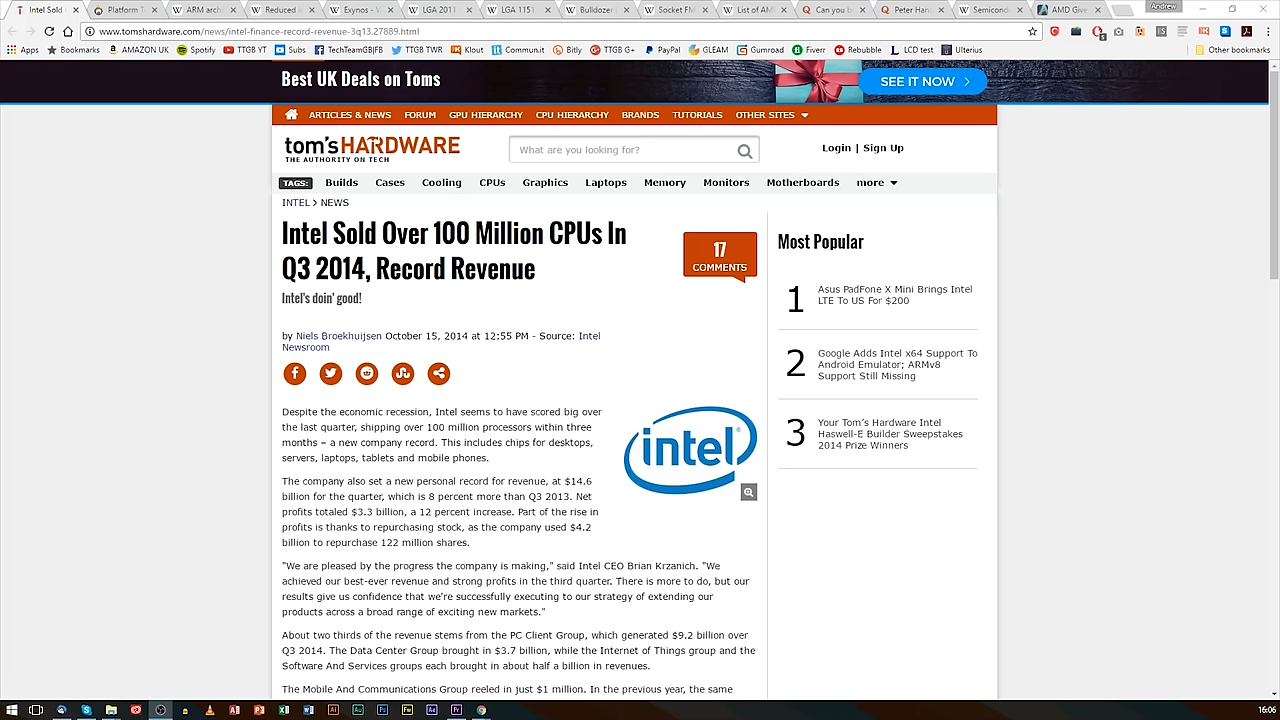 Intel Sold
Platform T
ARM arch
Reduced i
Exynos - W
LGA 2011
LGA 1151
Bulldozer
Socket FM
List of AM
Can you b
Peter Han
Semicond
AMD Give
Andrew
www.tomshardware.com/news/intel-finance-record-revenue-3q13.27889.html
Apps
Bookmarks
AMAZON UK
Spotify
YTTGB
Subs
TechTeamGBJFB
TTGB TWR
Klout
Communit
Bitly
TTGB G+
PayPal
GLEAM
Gumroad
Fiverr
Rebubble
LCD test
Ulterius
Other bookmarks
Best UK Deals on Toms
SEE IT NOW
ARTICLES & NEWS FORUM GPU HIERARCHY CPU HIERARCHY BRANDS TUTORIALS OTHER SITES
tom's HARDWARE
THE AUTHORITY ON TECH
What are you looking for?
Login | Sign Up
TAGS: Builds Cases Cooling CPUs Graphics Laptops Memory Monitors Motherboards more
INTEL > NEWS
Intel Sold Over 100 Million CPUs In
Q3 2014, Record Revenue
Intel's doin' good!
17
COMMENTS
by Niels Broekhuijsen October 15, 2014 at 12:55 PM - Source: Intel
Newsroom
Despite the economic recession, Intel seems to have scored big over
the last quarter, shipping over 100 million processors within three
months – a new company record. This includes chips for desktops,
servers, laptops, tablets and mobile phones.
intel
The company also set a new personal record for revenue, at $14.6
billion for the quarter, which is 8 percent more than Q3 2013. Net
profits totaled $3.3 billion, a 12 percent increase. Part of the rise in
profits is thanks to repurchasing stock, as the company used $4.2
billion to repurchase 122 million shares.
"We are pleased by the progress the company is making," said Intel CEO Brian Krzanich. "We
achieved our best-ever revenue and strong profits in the third quarter. There is more to do, but our
results give us confidence that we're successfully executing to our strategy of extending our
products across a broad range of exciting new markets."
About two thirds of the revenue stems from the PC Client Group, which generated $9.2 billion over
Q3 2014. The Data Center Group brought in $3.7 billion, while the Internet of Things group and the
Software And Services groups each brought in about half a billion in revenues.
The Mobile And Communications Group reeled in just $1 million. In the previous year, the same
Most Popular
1
Asus PadFone X Mini Brings Intel
LTE To US For $200
2
Google Adds Intel x64 Support To
Android Emulator; ARMv8
Support Still Missing
3
Your Tom's Hardware Intel
Haswell-E Builder Sweepstakes
2014 Prize Winners
16:06